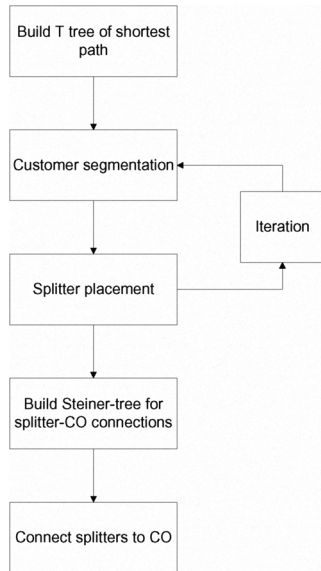 Build T tree of shortest
path
Customer segmentation
Iteration
Splitter placement
Build Steiner-tree for
splitter-CO connections
Connect splitters to CO